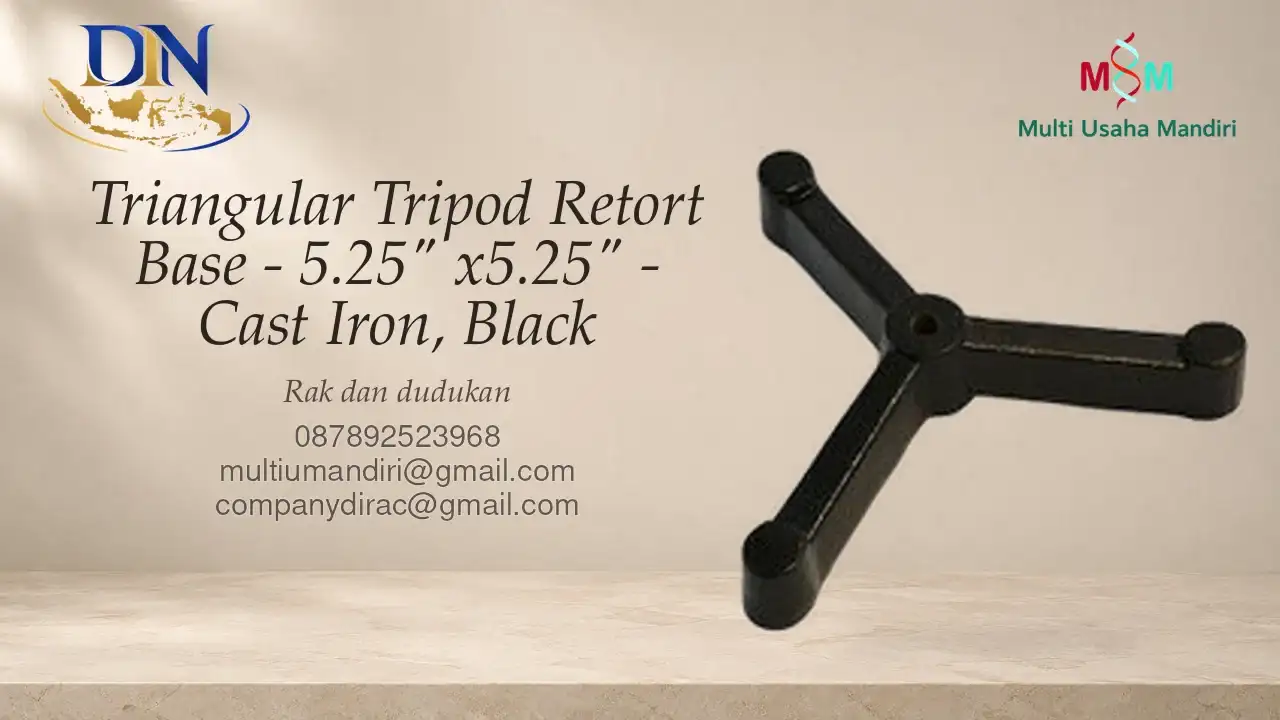 DN
MSM
Multi Usaha Mandiri
Triangular Tripod Retort
Base - 5.25" x5.25" -
Cast Iron, Black
Rak dan dudukan
087892523968
multiumandiri@gmail.com
companydirac@gmail.com